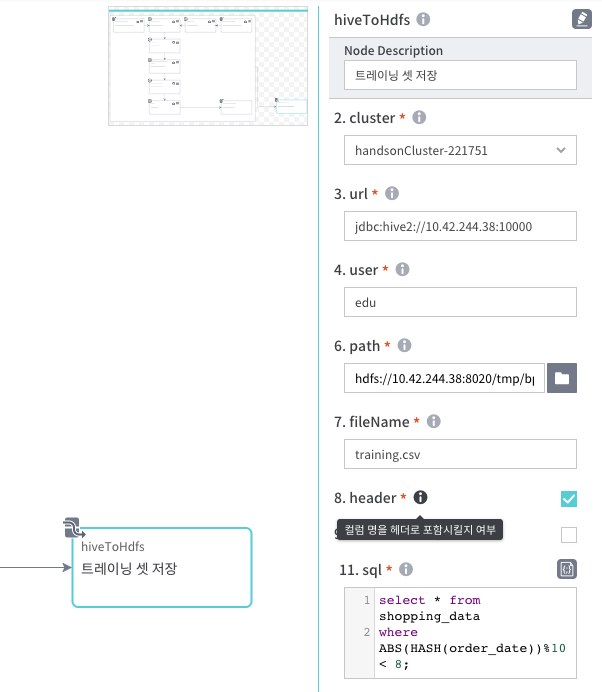 hiveToHdfs
Node Description
트레이닝 셋 저장
2. cluster *
handsonCluster-221751
3. url *
jdbc:hive2://10.42.244.38:10000
4. user *
edu
6. path *
hdfs://10.42.244.38:8020/tmp/
7. fileName *
training.csv
8. header *
컬럼 명을 헤더로 포함시킬지 여부
11. sql *
1 select * from
shopping_data
2 where
ABS(HASH(order_date))%10
< 8;
hiveToHdfs
트레이닝 셋 저장